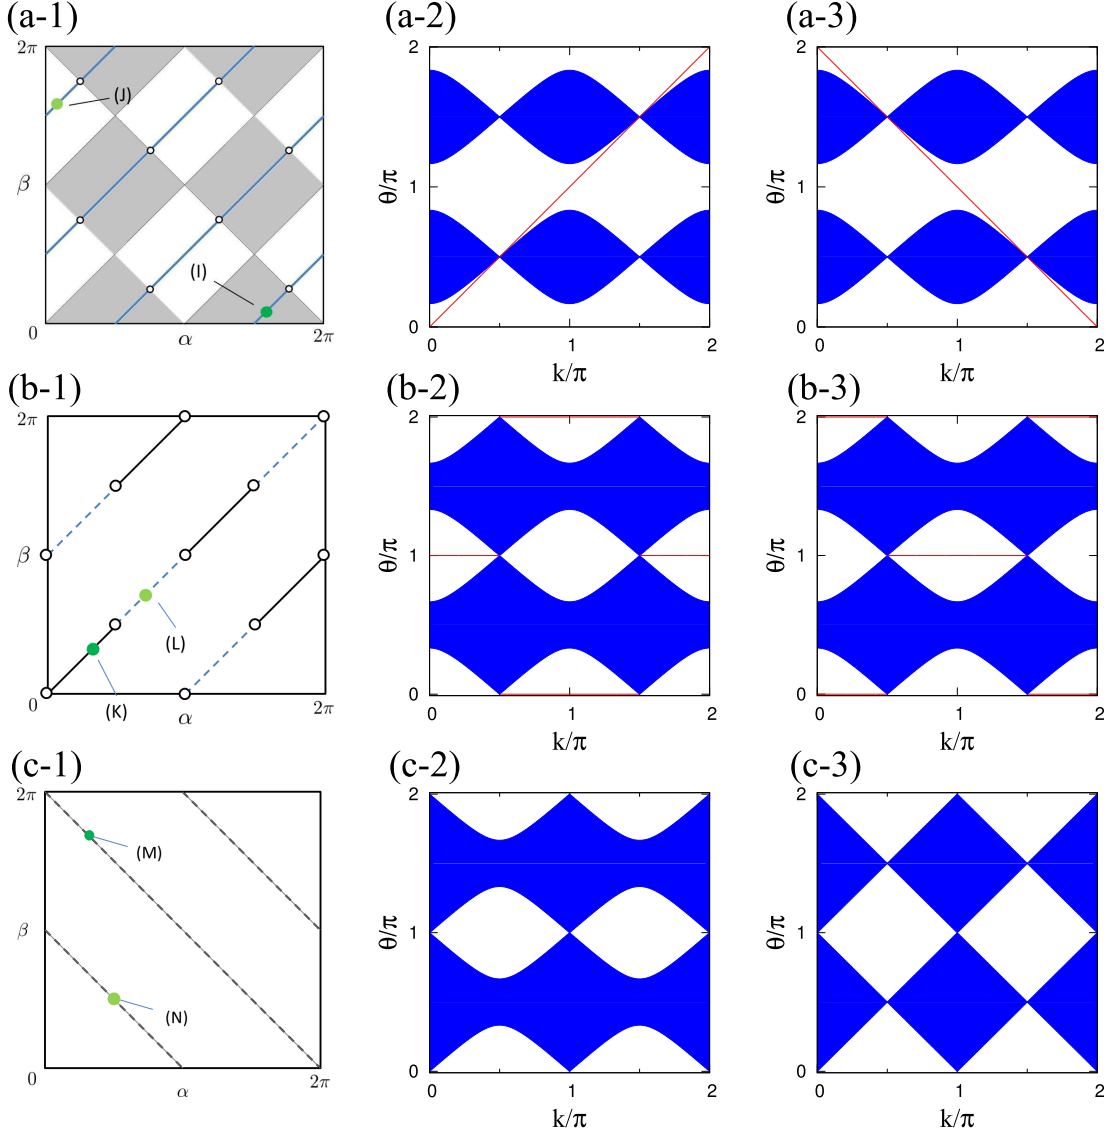 (a-1)
2π
(J)
β
(I)
0
α
2π
(a-2)
2
θ/π
1
0
0
1
2
k/π
(a-3)
2
θ/π
1
0
0
1
2
k/π
(b-1)
2π
β
(L)
(K)
0
α
2π
(b-2)
2
θ/π
1
0
0
1
2
k/π
(b-3)
2
θ/π
1
0
0
1
2
k/π
(c-1)
2π
(M)
β
(N)
0
α
2π
(c-2)
2
θ/π
1
0
0
1
2
k/π
(c-3)
2
θ/π
1
0
0
1
2
k/π